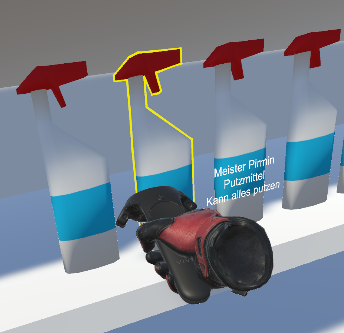 Meister Pirmin
Putzmittel
Kann alles putzen